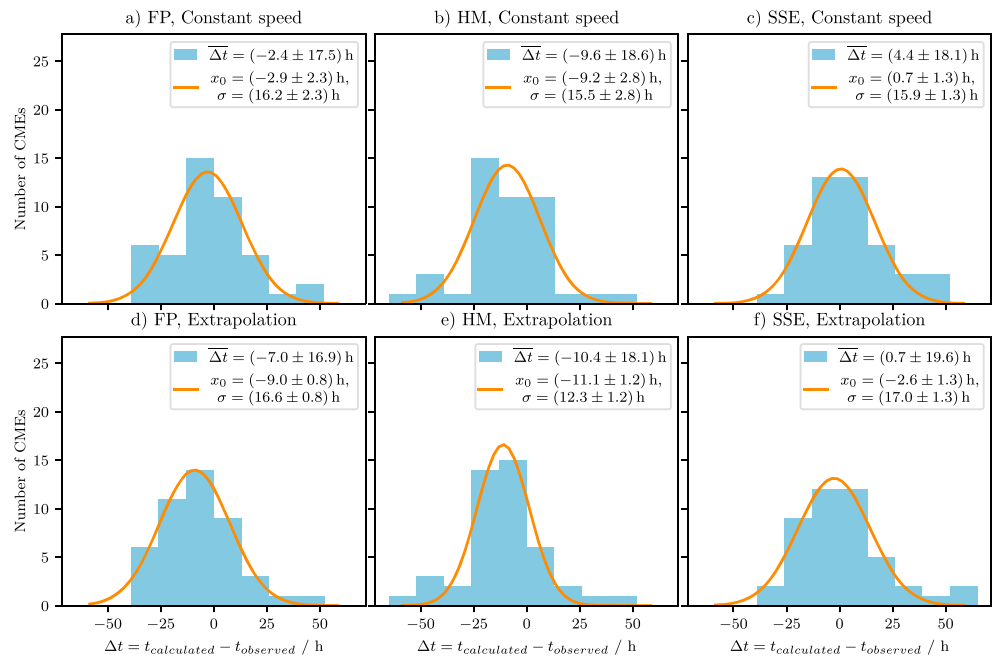 a) FP, Constant speed
b) HM, Constant speed
c) SSE, Constant speed
Δt = (−2.4 ± 17.5) h
x₀ = (−2.9 ± 2.3) h,
σ = (16.2 ± 2.3) h
Δt = (−9.6 ± 18.6) h
x₀ = (−9.2 ± 2.8) h,
σ = (15.5 ± 2.8) h
Δt = (4.4 ± 18.1) h
x₀ = (0.7 ± 1.3) h,
σ = (15.9 ± 1.3) h
Number of CMEs
25
20
15
10
5
0
d) FP, Extrapolation
e) HM, Extrapolation
f) SSE, Extrapolation
Δt = (−7.0 ± 16.9) h
x₀ = (−9.0 ± 0.8) h,
σ = (16.6 ± 0.8) h
Δt = (−10.4 ± 18.1) h
x₀ = (−11.1 ± 1.2) h,
σ = (12.3 ± 1.2) h
Δt = (0.7 ± 19.6) h
x₀ = (−2.6 ± 1.3) h,
σ = (17.0 ± 1.3) h
Number of CMEs
25
20
15
10
5
0
−50 −25 0 25 50
−50 −25 0 25 50
−50 −25 0 25 50
Δt = t_calculated − t_observed / h
Δt = t_calculated − t_observed / h
Δt = t_calculated − t_observed / h